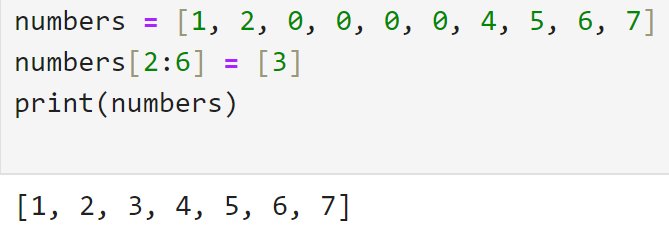 numbers = [1, 2, 0, 0, 0, 0, 4, 5, 6, 7]
numbers[2:6] = [3]
print(numbers)
[1, 2, 3, 4, 5, 6, 7]